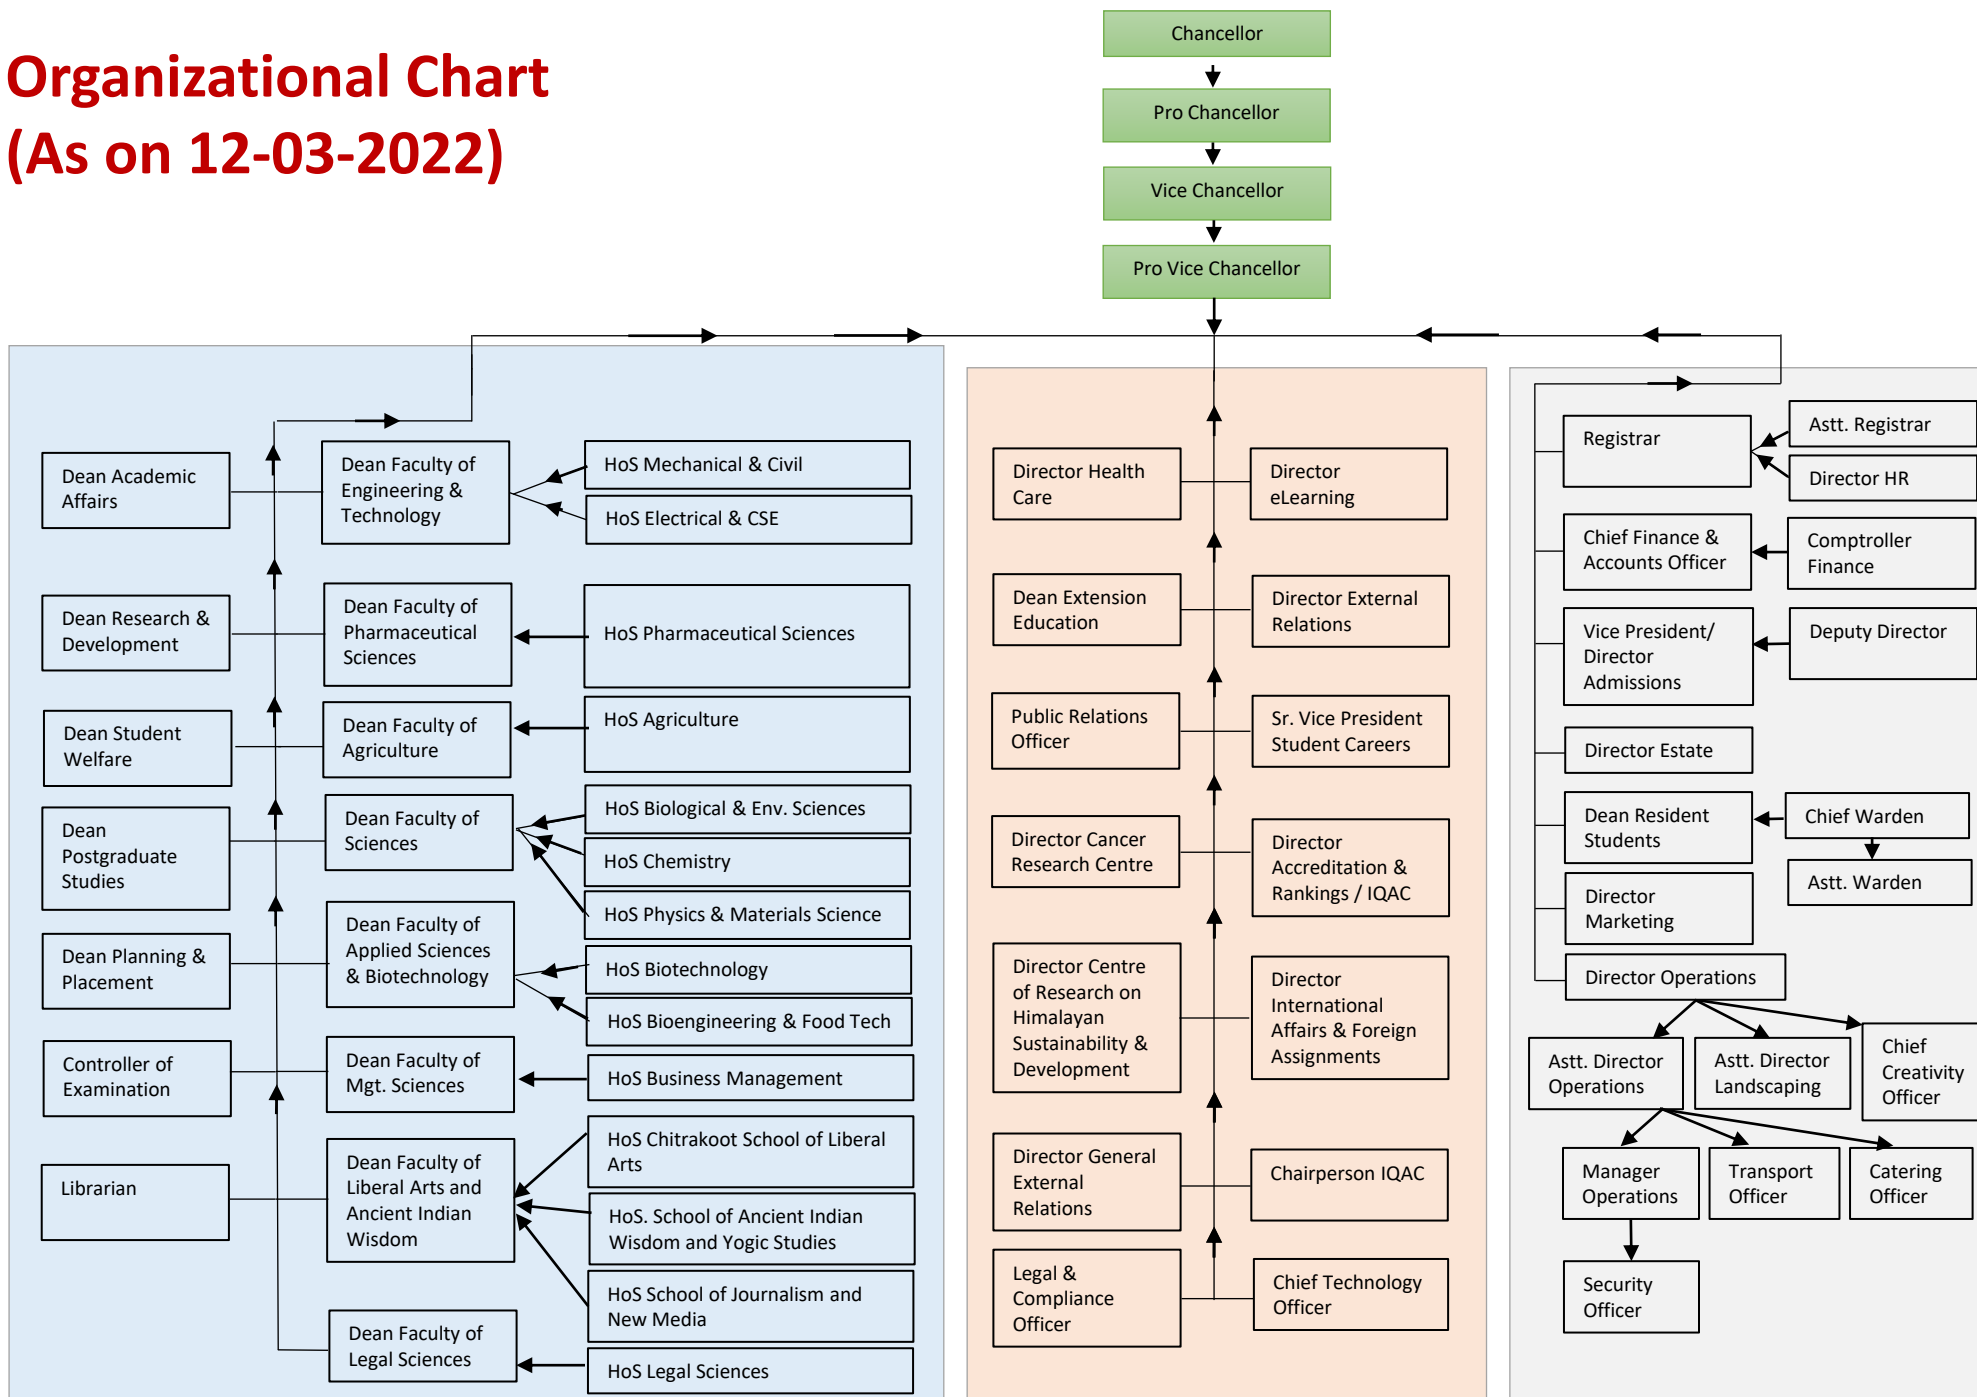 Organizational Chart
(As on 12-03-2022)
Chancellor
Pro Chancellor
Vice Chancellor
Pro Vice Chancellor
Dean Academic
Affairs
Dean Faculty of
Engineering &
Technology
HoS Mechanical & Civil
HoS Electrical & CSE
Dean Research &
Development
Dean Faculty of
Pharmaceutical
Sciences
HoS Pharmaceutical Sciences
Dean Student
Welfare
Dean Faculty of
Agriculture
HoS Agriculture
Dean
Postgraduate
Studies
Dean Faculty of
Sciences
HoS Biological & Env. Sciences
HoS Chemistry
HoS Physics & Materials Science
Dean Planning &
Placement
Dean Faculty of
Applied Sciences
& Biotechnology
HoS Biotechnology
HoS Bioengineering & Food Tech
Controller of
Examination
Dean Faculty of
Mgt. Sciences
HoS Business Management
Librarian
Dean Faculty of
Liberal Arts and
Ancient Indian
Wisdom
HoS Chitrakoot School of Liberal
Arts
HoS. School of Ancient Indian
Wisdom and Yogic Studies
HoS School of Journalism and
New Media
Dean Faculty of
Legal Sciences
HoS Legal Sciences
Director Health
Care
Director
eLearning
Dean Extension
Education
Director External
Relations
Public Relations
Officer
Sr. Vice President
Student Careers
Director Cancer
Research Centre
Director
Accreditation &
Rankings / IQAC
Director Centre
of Research on
Himalayan
Sustainability &
Development
Director
International
Affairs & Foreign
Assignments
Director General
External
Relations
Chairperson IQAC
Legal &
Compliance
Officer
Chief Technology
Officer
Registrar
Astt. Registrar
Director HR
Chief Finance &
Accounts Officer
Comptroller
Finance
Vice President/
Director
Admissions
Deputy Director
Director Estate
Dean Resident
Students
Chief Warden
Astt. Warden
Director
Marketing
Director Operations
Astt. Director
Operations
Astt. Director
Landscaping
Chief
Creativity
Officer
Manager
Operations
Transport
Officer
Catering
Officer
Security
Officer